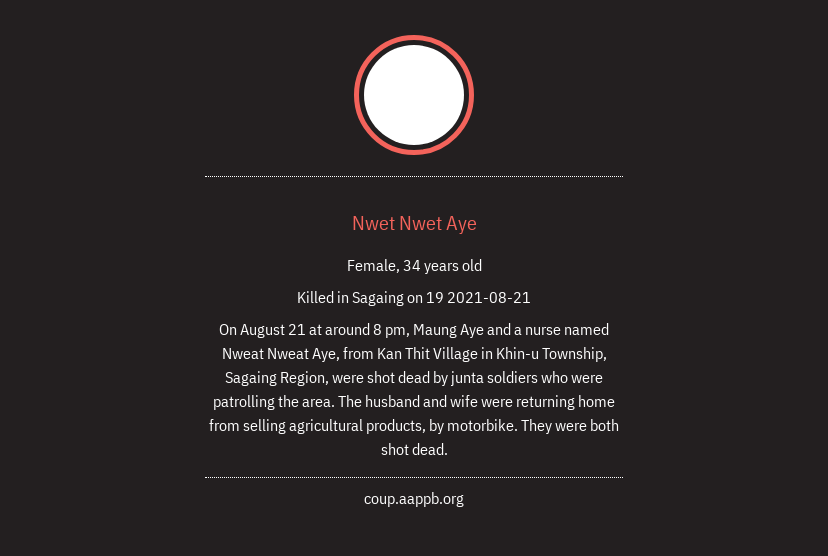 Nwet Nwet Aye
Female, 34 years old
Killed in Sagaing on 19 2021-08-21
On August 21 at around 8 pm, Maung Aye and a nurse named
Nweat Nweat Aye, from Kan Thit Village in Khin-u Township,
Sagaing Region, were shot dead by junta soldiers who were
patrolling the area. The husband and wife were returning home
from selling agricultural products, by motorbike. They were both
shot dead.
coup.aappb.org